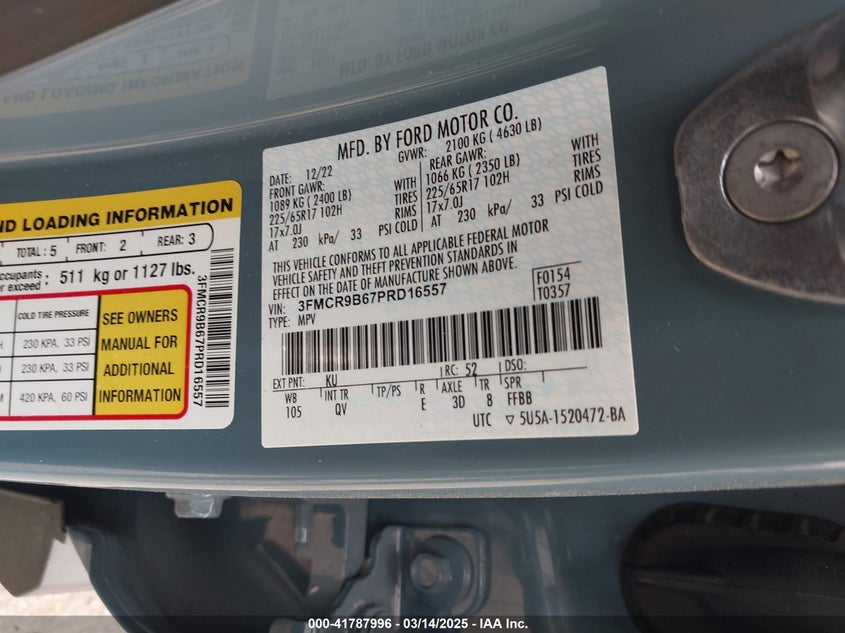 MFD. BY FORD MOTOR CO.
DATE: 12/22 GVWR: 2100 KG ( 4630 LB)
FRONT GAWR: WITH REAR GAWR: WITH
1089 KG ( 2400 LB) TIRES 1066 KG ( 2350 LB) TIRES
225/65R17 102H RIMS 225/65R17 102H RIMS
17x7.0J 17x7.0J
AT 230 kPa/ 33 PSI COLD AT 230 kPa/ 33 PSI COLD
THIS VEHICLE CONFORMS TO ALL APPLICABLE FEDERAL MOTOR
VEHICLE SAFETY AND THEFT PREVENTION STANDARDS IN
EFFECT ON THE DATE OF MANUFACTURE SHOWN ABOVE.
VIN: 3FMCR9B67PRD16557 F0154
TYPE: MPV T0357
EXT PNT: KU RC: 52 DSO:
WB INT TR TP/PS R AXLE TR SPR
105 QV E 3D 8 FFBB
UTC ▽ 5U5A-1520472-BA
ND LOADING INFORMATION
TOTAL: 5 FRONT: 2 REAR: 3
ccupants
er exceed: 511 kg or 1127 lbs.
COLD TIRE PRESSURE
230 KPA, 33 PSI
230 KPA, 33 PSI
420 KPA, 60 PSI
SEE OWNERS
MANUAL FOR
ADDITIONAL
INFORMATION
3FMCR9B67PRD16557
000-41787996 - 03/14/2025 - IAA Inc.